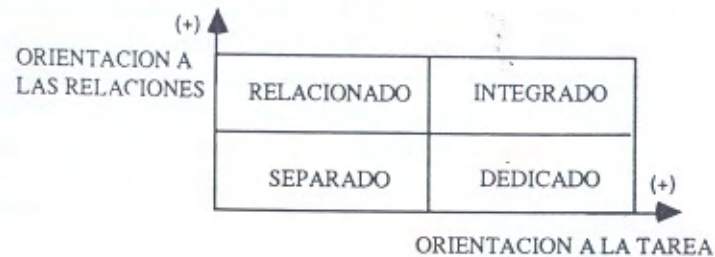 (+)
ORIENTACION A
LAS RELACIONES
RELACIONADO INTEGRADO
SEPARADO DEDICADO
(+)
ORIENTACION A LA TAREA